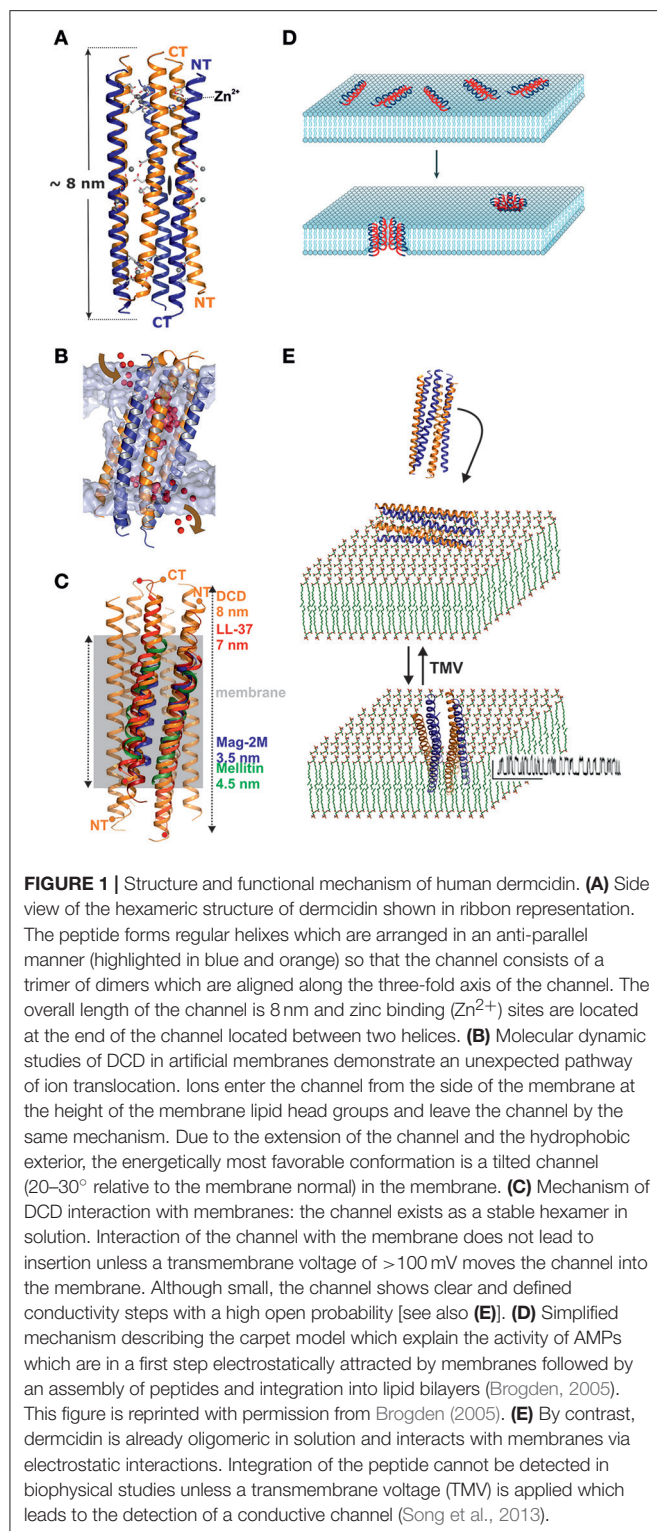 A
CT
NT
Zn2+
~ 8 nm
NT
CT
D
B
E
C
CT
NT
DCD
8 nm
LL-37
7 nm
membrane
Mag-2M
3.5 nm
Mellitin
4.5 nm
NT
TMV
FIGURE 1 | Structure and functional mechanism of human dermcidin. (A) Side
view of the hexameric structure of dermcidin shown in ribbon representation.
The peptide forms regular helixes which are arranged in an anti-parallel
manner (highlighted in blue and orange) so that the channel consists of a
trimer of dimers which are aligned along the three-fold axis of the channel. The
overall length of the channel is 8 nm and zinc binding (Zn2+) sites are located
at the end of the channel located between two helices. (B) Molecular dynamic
studies of DCD in artificial membranes demonstrate an unexpected pathway
of ion translocation. Ions enter the channel from the side of the membrane at
the height of the membrane lipid head groups and leave the channel by the
same mechanism. Due to the extension of the channel and the hydrophobic
exterior, the energetically most favorable conformation is a tilted channel
(20–30° relative to the membrane normal) in the membrane. (C) Mechanism of
DCD interaction with membranes: the channel exists as a stable hexamer in
solution. Interaction of the channel with the membrane does not lead to
insertion unless a transmembrane voltage of >100 mV moves the channel into
the membrane. Although small, the channel shows clear and defined
conductivity steps with a high open probability [see also (E)]. (D) Simplified
mechanism describing the carpet model which explain the activity of AMPs
which are in a first step electrostatically attracted by membranes followed by
an assembly of peptides and integration into lipid bilayers (Brogden, 2005).
This figure is reprinted with permission from Brogden (2005). (E) By contrast,
dermcidin is already oligomeric in solution and interacts with membranes via
electrostatic interactions. Integration of the peptide cannot be detected in
biophysical studies unless a transmembrane voltage (TMV) is applied which
leads to the detection of a conductive channel (Song et al., 2013).